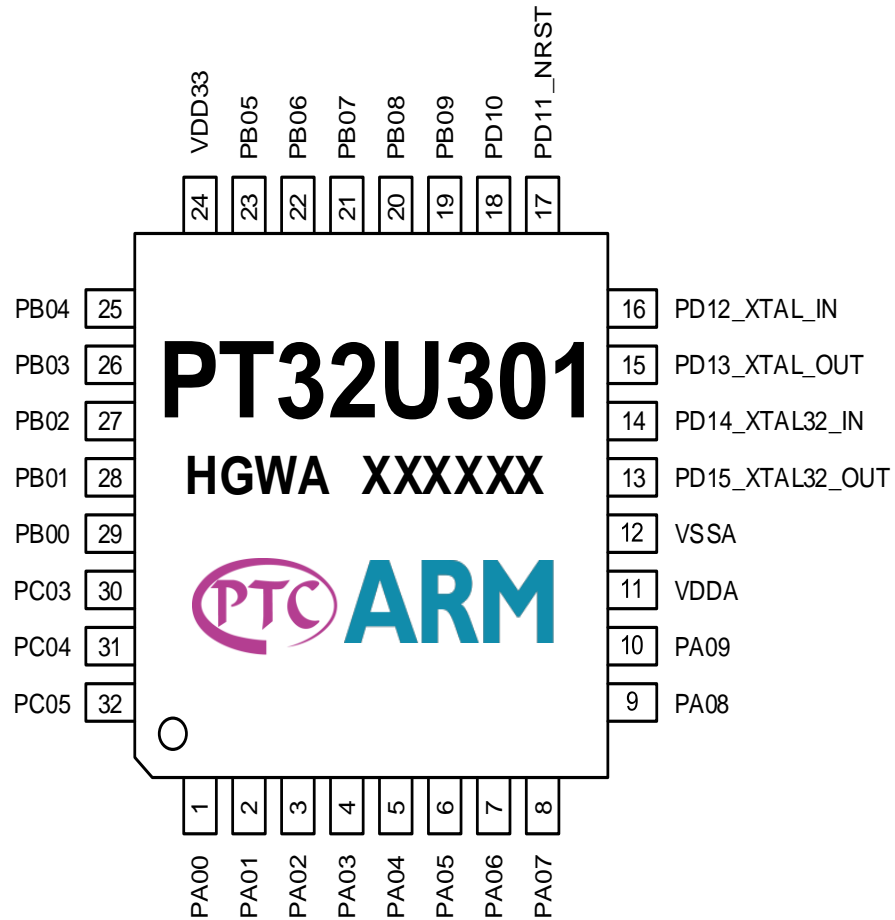 VDD33 PB05 PB06 PB07 PB08 PB09 PD10 PD11_NRST
24 23 22 21 20 19 18 17
PB04 25 16 PD12_XTAL_IN
PB03 26 15 PD13_XTAL_OUT
PB02 27 14 PD14_XTAL32_IN
PB01 28 13 PD15_XTAL32_OUT
PB00 29 12 VSSA
PC03 30 11 VDDA
PC04 31 10 PA09
PC05 32 9 PA08
PT32U301
HGWA XXXXXX
PTC ARM
1 2 3 4 5 6 7 8
PA00 PA01 PA02 PA03 PA04 PA05 PA06 PA07